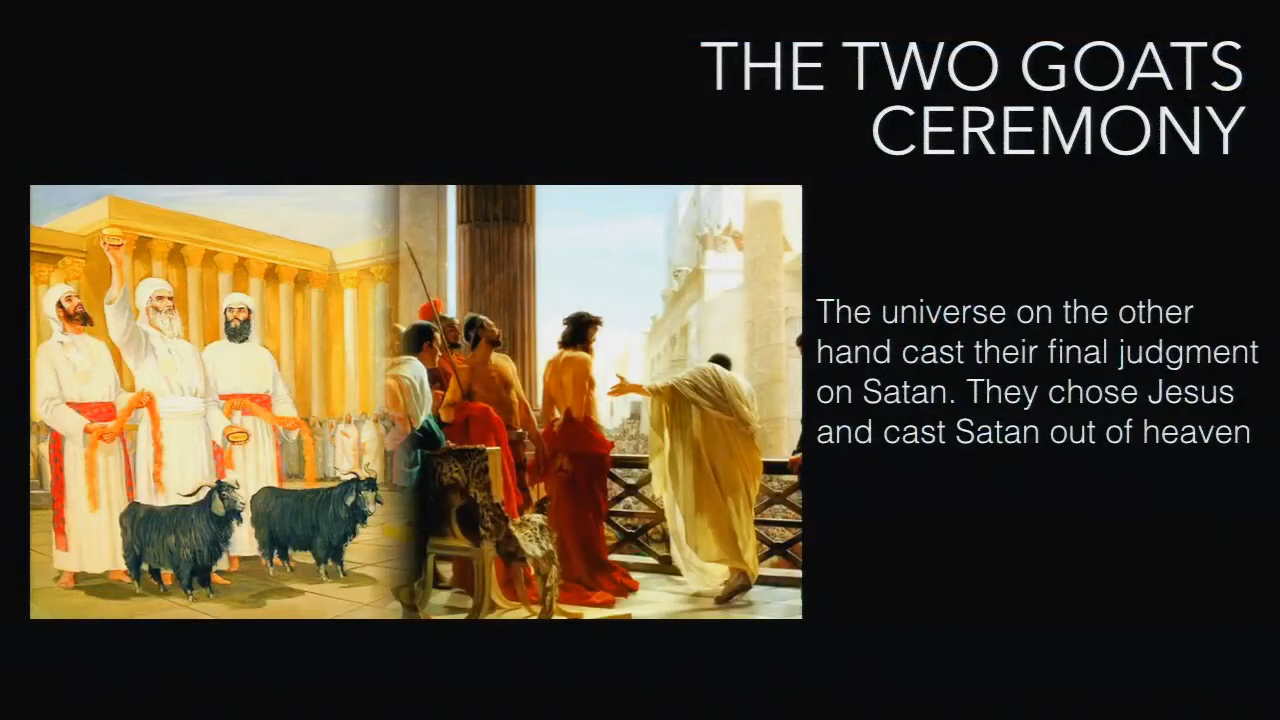 THE TWO GOATS
CEREMONY
The universe on the other
hand cast their final judgment
on Satan. They chose Jesus
and cast Satan out of heaven